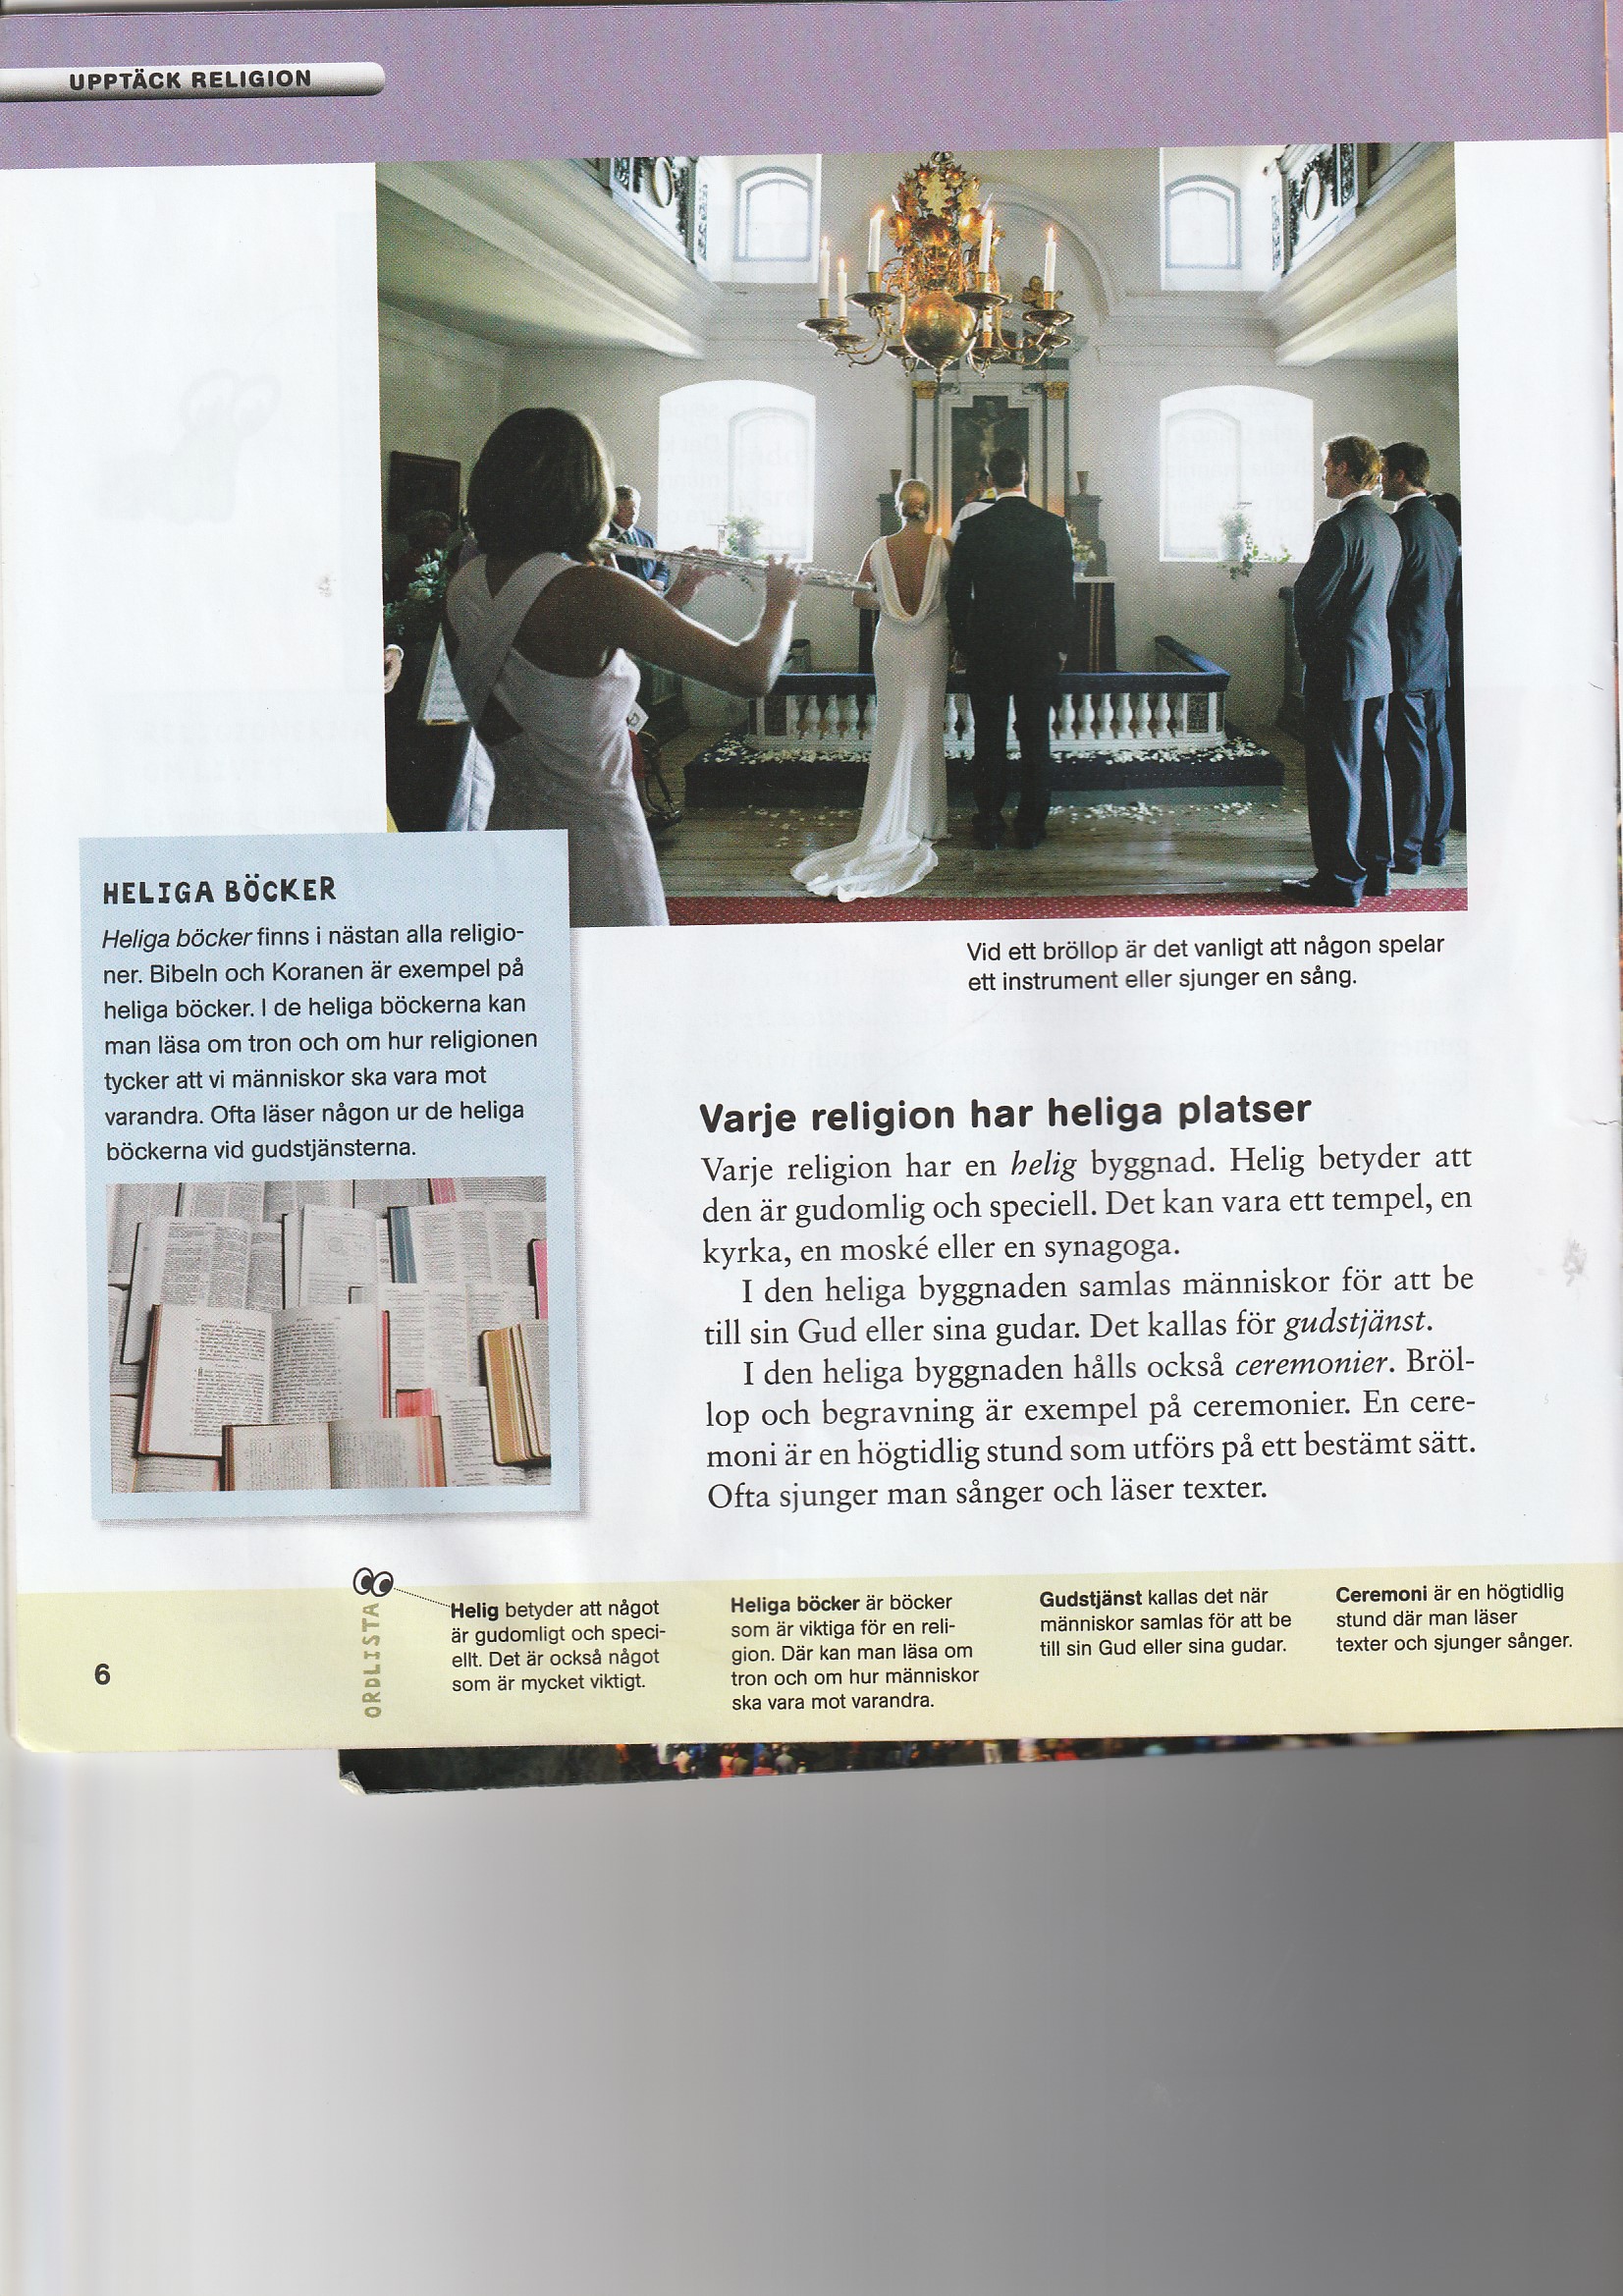 UPPTÄCK RELIGION
Vid ett bröllop är det vanligt att någon spelar
ett instrument eller sjunger en sång.
HELIGA BÖCKER
Heliga böcker finns i nästan alla religio-
ner. Bibeln och Koranen är exempel på
heliga böcker. I de heliga böckerna kan
man läsa om tron och om hur religionen
tycker att vi människor ska vara mot
varandra. Ofta läser någon ur de heliga
böckerna vid gudstjänsterna.
Varje religion har heliga platser
Varje religion har en helig byggnad. Helig betyder att
den är gudomlig och speciell. Det kan vara ett tempel, en
kyrka, en moské eller en synagoga.
I den heliga byggnaden samlas människor för att be
till sin Gud eller sina gudar. Det kallas för gudstjänst.
I den heliga byggnaden hålls också ceremonier. Bröl-
lop och begravning är exempel på ceremonier. En cere-
moni är en högtidlig stund som utförs på ett bestämt sätt.
Ofta sjunger man sånger och läser texter.
ORDLISTA
Helig betyder att något
är gudomligt och speci-
ellt. Det är också något
som är mycket viktigt.
Heliga böcker är böcker
som är viktiga för en reli-
gion. Där kan man läsa om
tron och om hur människor
ska vara mot varandra.
Gudstjänst kallas det när
människor samlas för att be
till sin Gud eller sina gudar.
Ceremoni är en högtidlig
stund där man läser
texter och sjunger sånger.
6